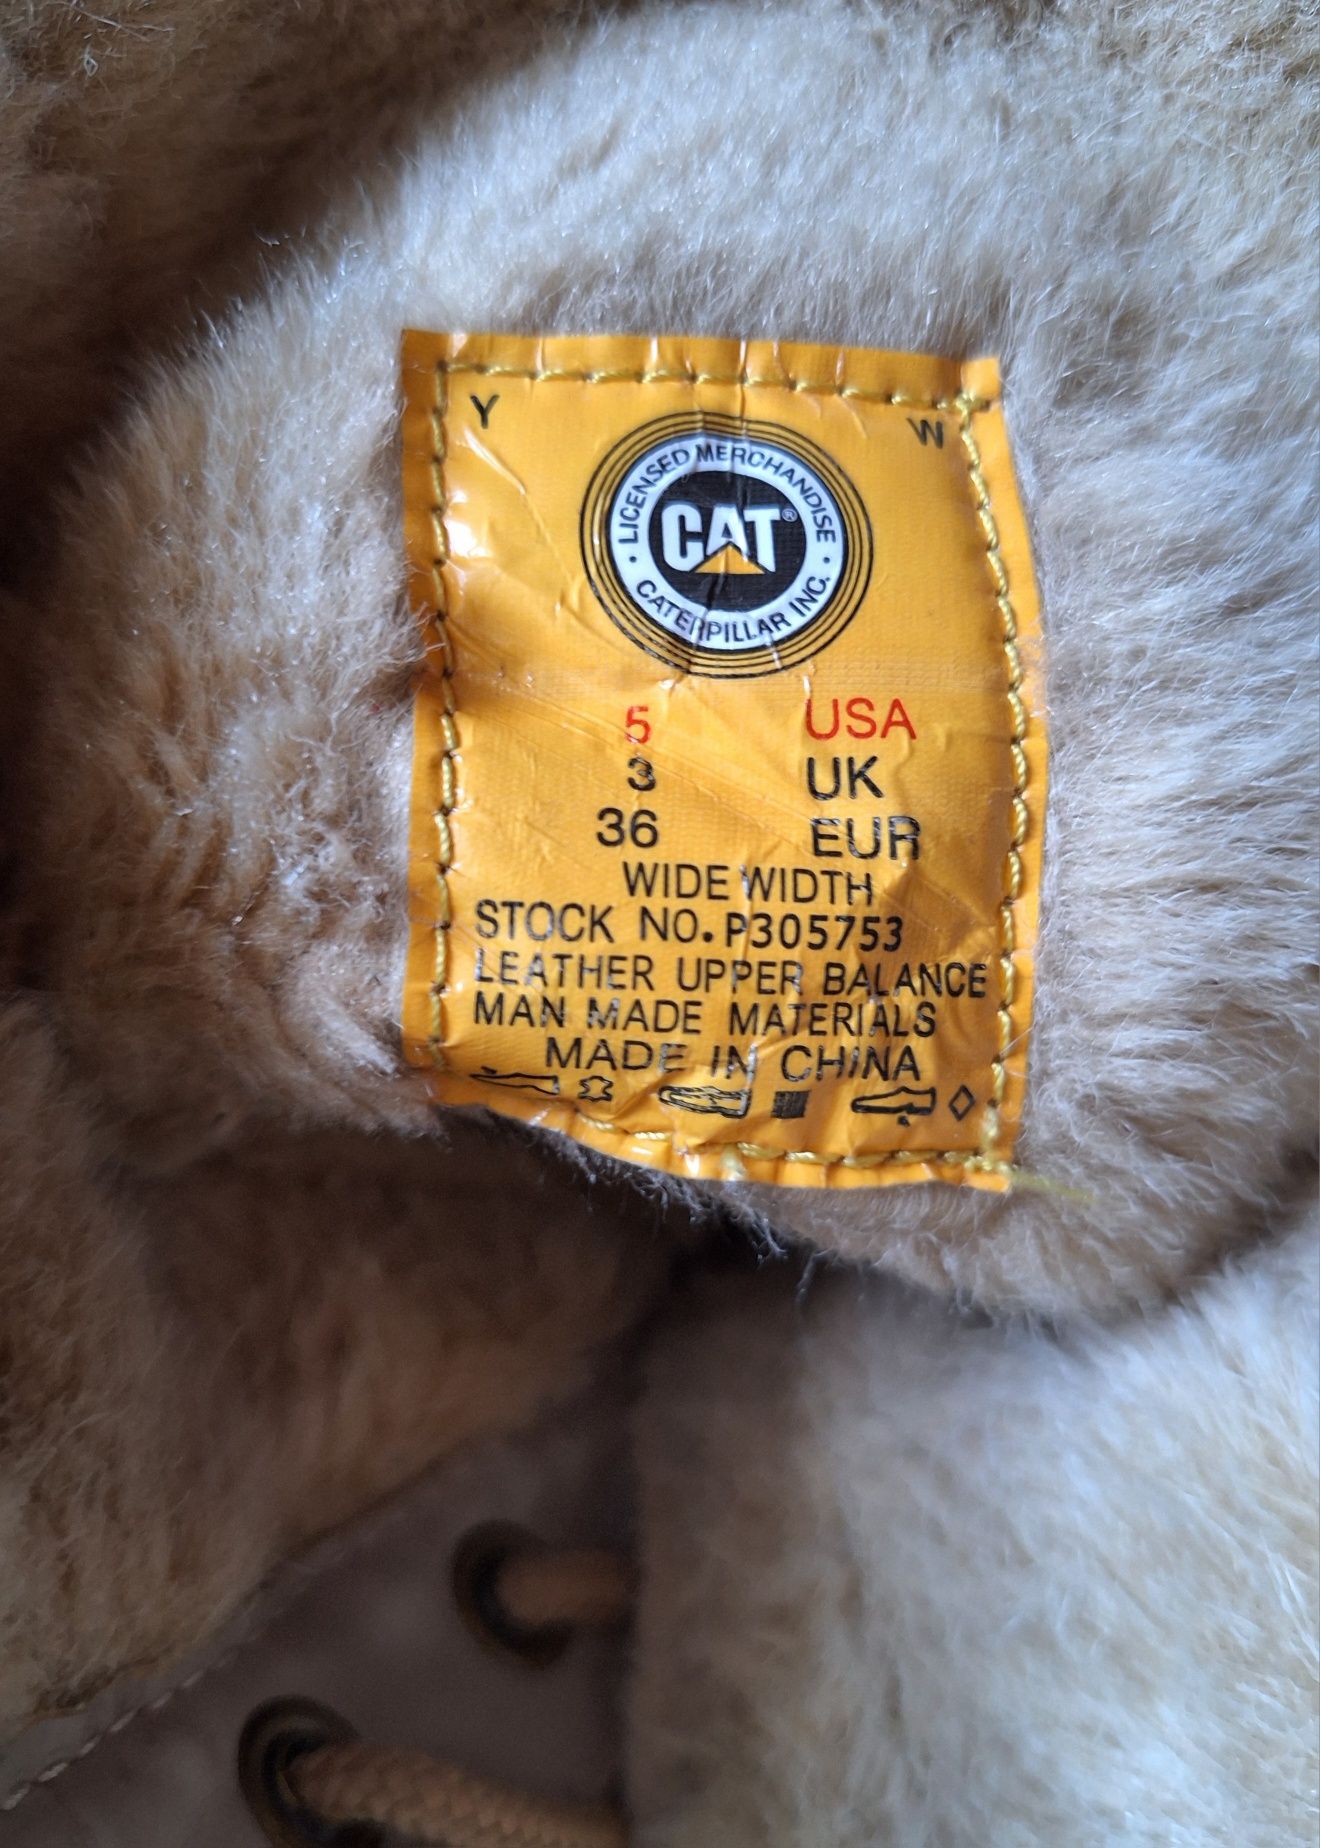 Y W
LICENSED MERCHANDISE
CAT®
CATERPILLAR INC.
5 USA
3 UK
36 EUR
WIDE WIDTH
STOCK NO. P305753
LEATHER UPPER BALANCE
MAN MADE MATERIALS
MADE IN CHINA